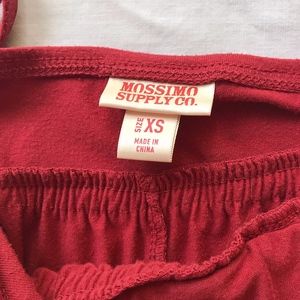 MOSSIMO
SUPPLY CO.
SIZE XS
MADE IN
CHINA